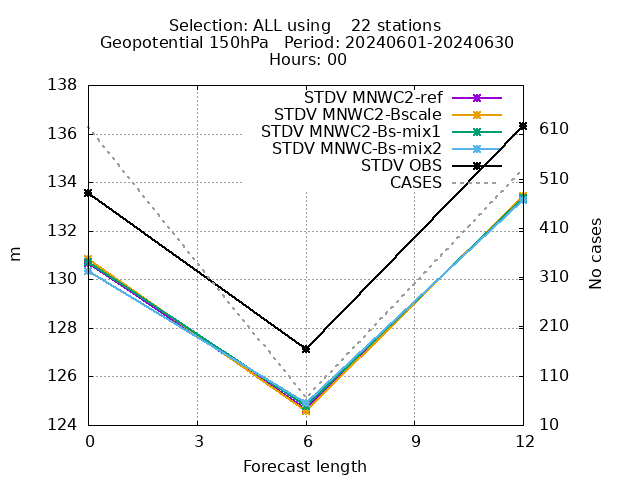 Selection: ALL using    22 stations
Geopotential 150hPa   Period: 20240601-20240630
Hours: 00
STDV MNWC2-ref
STDV MNWC2-Bscale
STDV MNWC2-Bs-mix1
STDV MNWC-Bs-mix2
STDV OBS
CASES
138
136
134
132
130
128
126
124
m
610
510
410
310
210
110
10
No cases
0
3
6
9
12
Forecast length